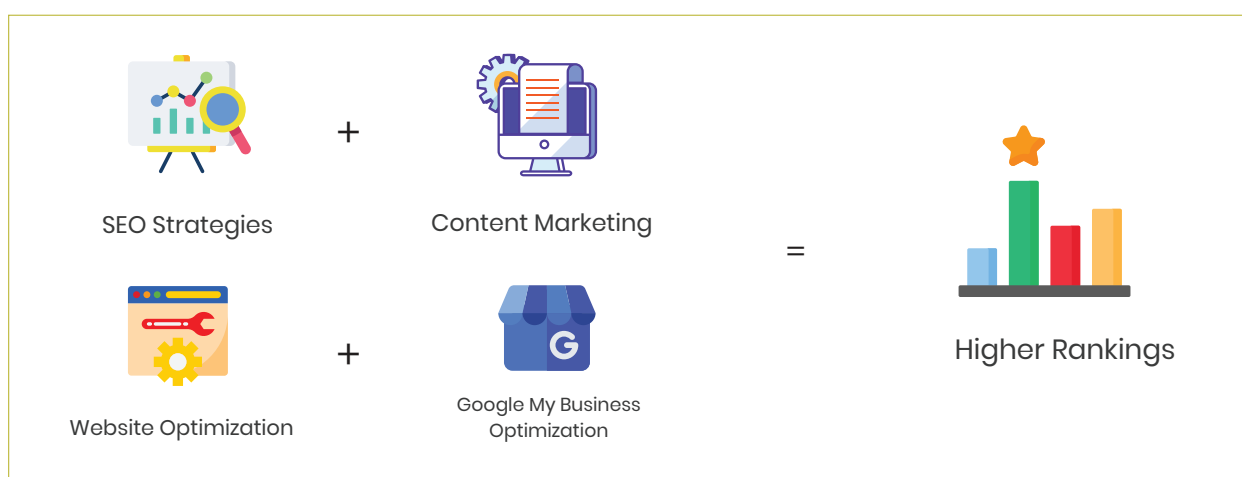 SEO Strategies
+
Content Marketing
Website Optimization
+
G
Google My Business
Optimization
=
Higher Rankings